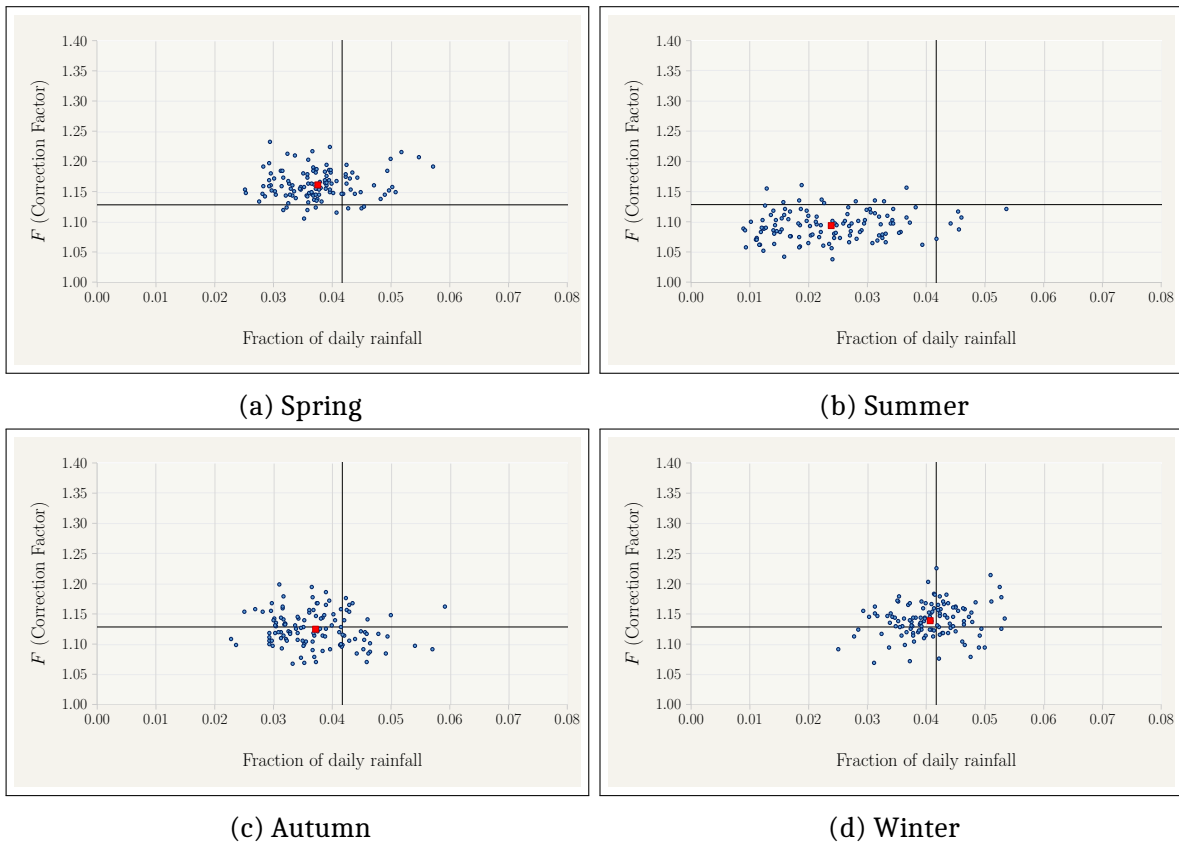 1.40
1.35
1.30
1.25
1.20
1.15
1.10
1.05
1.00
F (Correction Factor)
0.00 0.01 0.02 0.03 0.04 0.05 0.06 0.07 0.08
Fraction of daily rainfall
(a) Spring
1.40
1.35
1.30
1.25
1.20
1.15
1.10
1.05
1.00
F (Correction Factor)
0.00 0.01 0.02 0.03 0.04 0.05 0.06 0.07 0.08
Fraction of daily rainfall
(b) Summer
1.40
1.35
1.30
1.25
1.20
1.15
1.10
1.05
1.00
F (Correction Factor)
0.00 0.01 0.02 0.03 0.04 0.05 0.06 0.07 0.08
Fraction of daily rainfall
(c) Autumn
1.40
1.35
1.30
1.25
1.20
1.15
1.10
1.05
1.00
F (Correction Factor)
0.00 0.01 0.02 0.03 0.04 0.05 0.06 0.07 0.08
Fraction of daily rainfall
(d) Winter